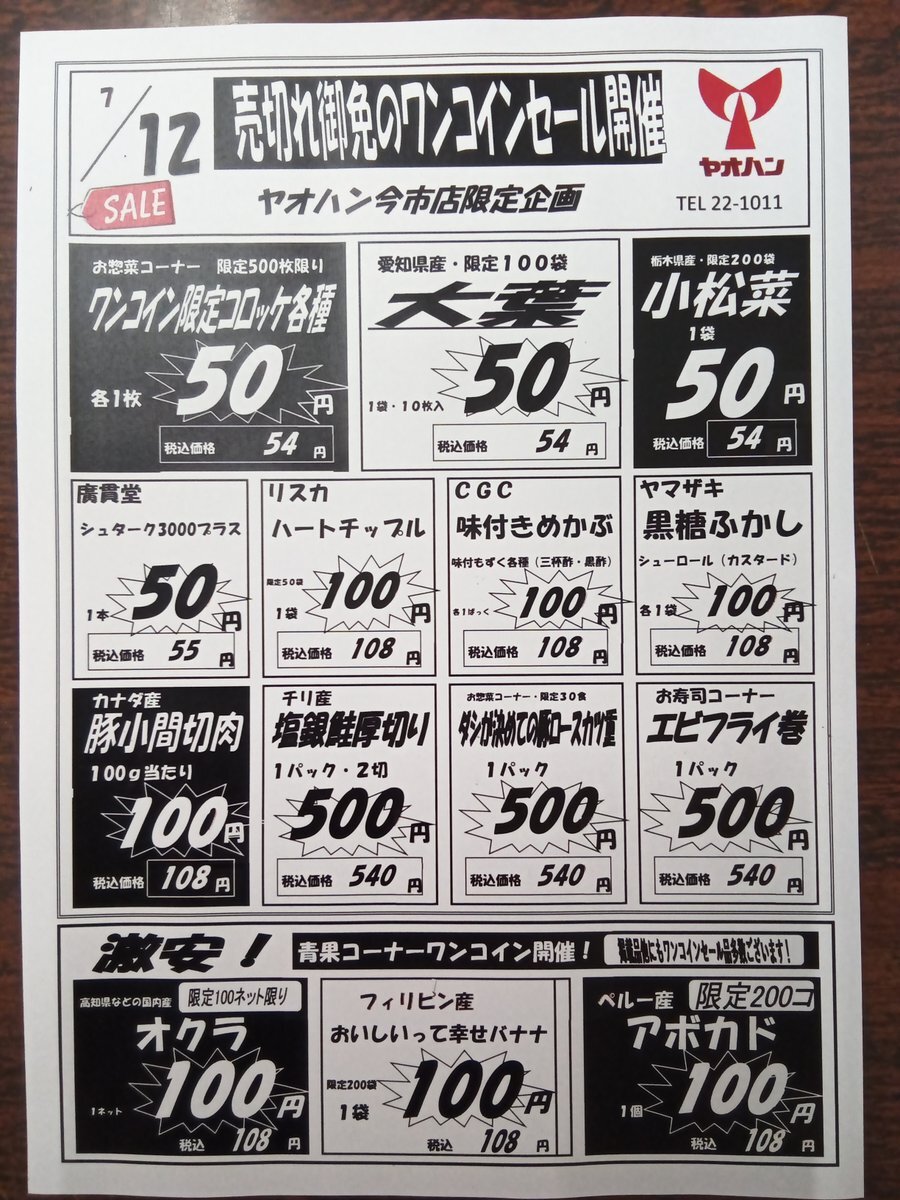 7/12
売切れ御免のワンコインセール開催
ヤオハン
SALE
ヤオハン今市店限定企画
TEL 22-1011
お惣菜コーナー 限定500枚限り
ワンコイン限定コロッケ各種
各1枚 50円
税込価格 54円
愛知県産・限定100袋
大葉
1袋・10枚入 50円
税込価格 54円
栃木県産・限定200袋
小松菜
1袋
50円
税込価格 54円
廣貫堂
シュターク3000プラス
1本 50円
税込価格 55円
リスカ
ハートチップル
限定50袋
1袋 100円
税込価格 108円
CGC
味付きめかぶ
味付もずく各種(三杯酢・黒酢)
各1ぱっく 100円
税込価格 108円
ヤマザキ
黒糖ふかし
シューロール(カスタード)
各1袋 100円
税込価格 108円
カナダ産
豚小間切肉
100g当たり
100円
税込価格 108円
チリ産
塩銀鮭厚切り
1パック・2切
500円
税込価格 540円
お惣菜コーナー・限定30食
ダシが決めての豚ロースカツ重
1パック
500円
税込価格 540円
お寿司コーナー
エビフライ巻
1パック
500円
税込価格 540円
激安!
青果コーナーワンコイン開催!
掲載品他にもワンコインセール品多数ございます!
高知県などの国内産 限定100ネット限り
オクラ
1ネット 100円
税込 108円
フィリピン産
おいしいって幸せバナナ
限定200袋
1袋 100円
税込 108円
ペルー産 限定200コ
アボカド
1個 100円
税込 108円